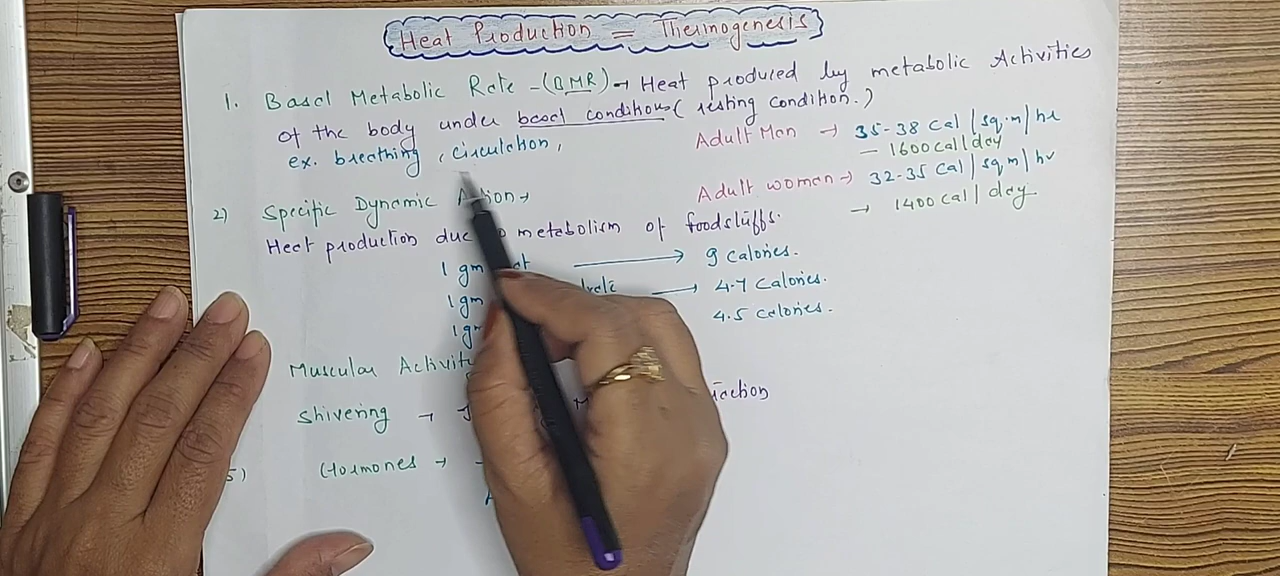 Heat Production = Thermogenesis
1. Basal Metabolic Rate - (BMR) → Heat produced by metabolic Activities
of the body under basal conditions ( resting condition.)
ex. breathing, circulation,
Adult Man → 35-38 Cal / sq.m / hr
— 1600 cal / day
Adult woman → 32-35 Cal / sq m / hr
→ 1400 cal / day
2) Specific Dynamic →
Heat production metabolism of foodstuffs.
1 gm → 9 calories.
1 gm → 4.7 Calories.
4.5 calories.
Muscular
Shivering →
5) Hormones →